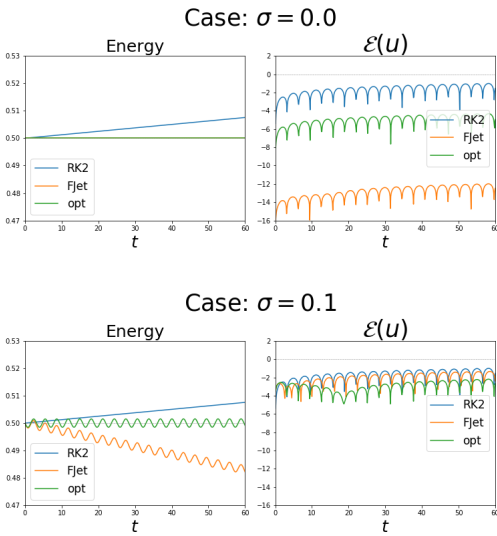 Case: σ = 0.0
Energy
0.53
0.52
0.51
0.50
0.49
0.48
0.47
RK2
FJet
opt
0 10 20 30 40 50 60
t
ℰ(u)
2
0
−2
−4
−6
−8
−10
−12
−14
−16
RK2
FJet
opt
0 10 20 30 40 50 60
t
Case: σ = 0.1
Energy
0.53
0.52
0.51
0.50
0.49
0.48
0.47
RK2
FJet
opt
0 10 20 30 40 50 60
t
ℰ(u)
2
0
−2
−4
−6
−8
−10
−12
−14
−16
RK2
FJet
opt
0 10 20 30 40 50 60
t